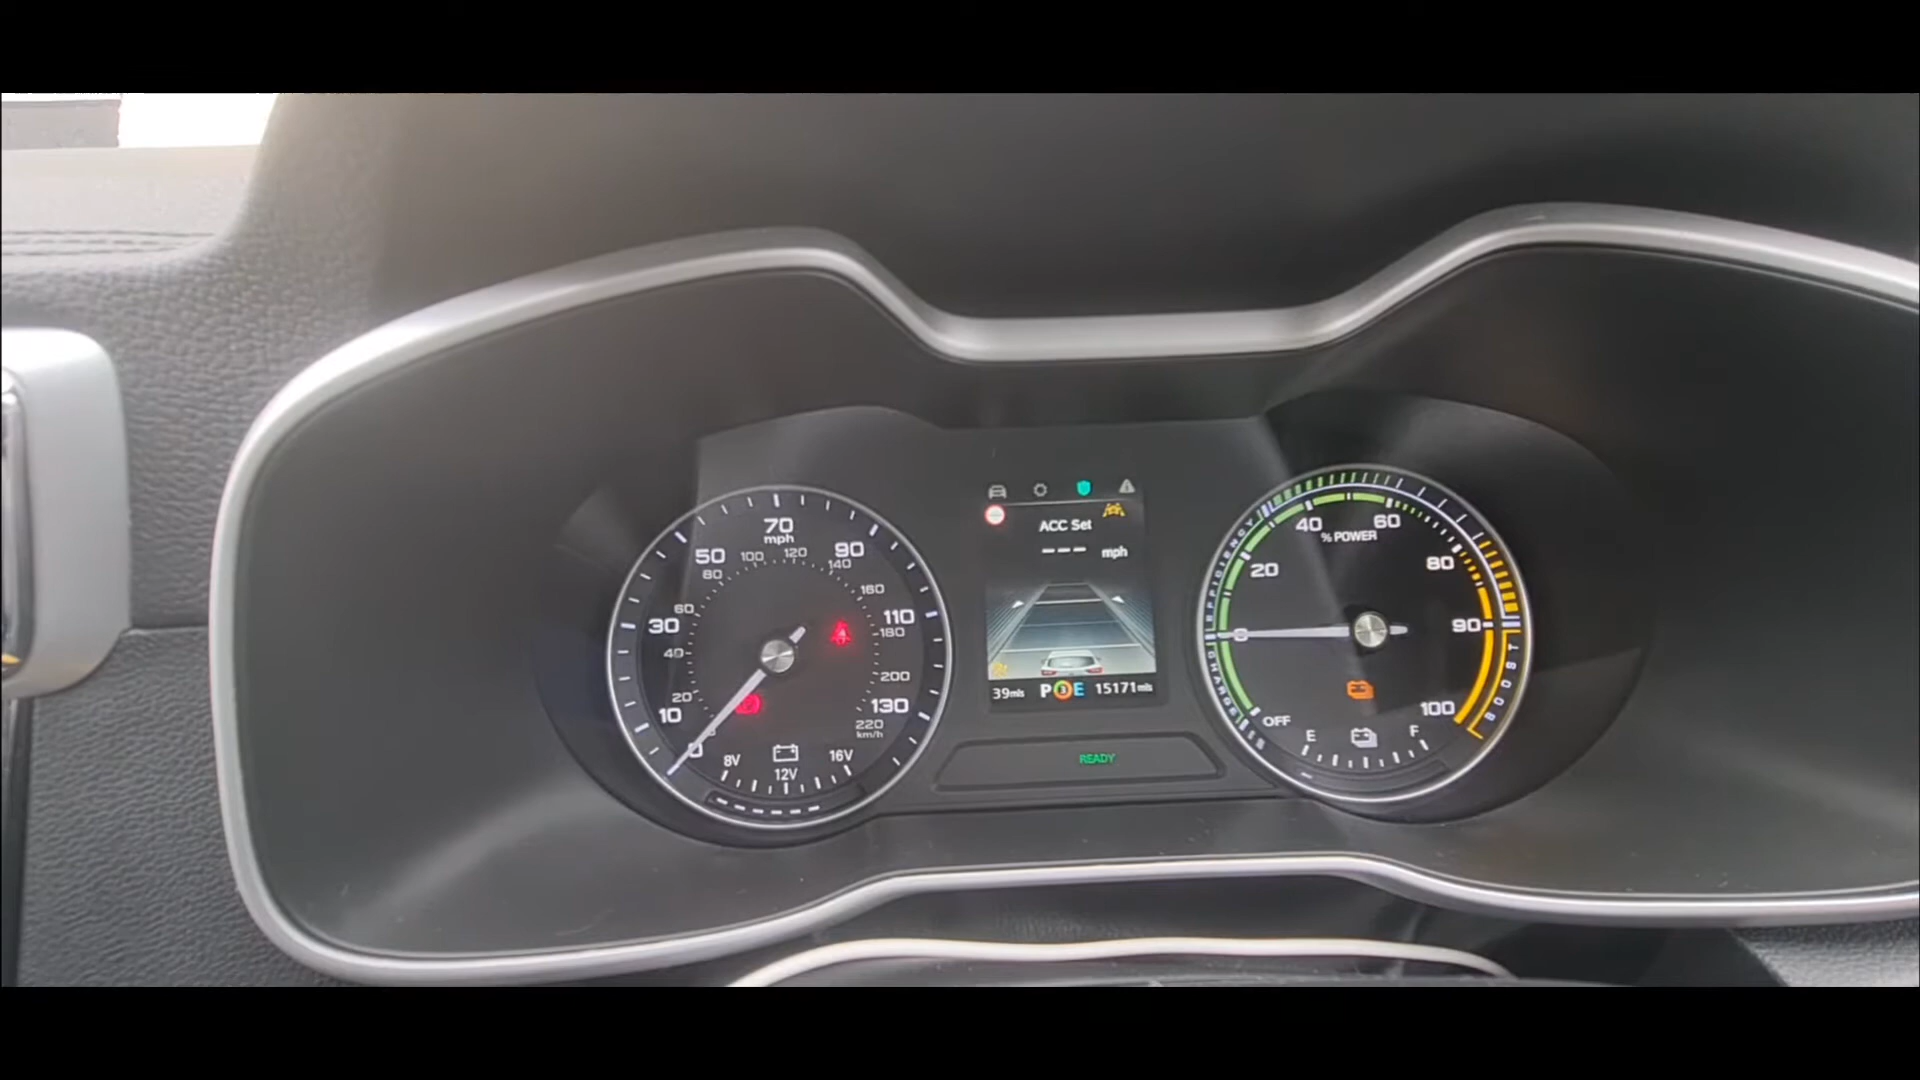 70
mph
50 90
100 120
80 140
60 160
30 110
180
40
20 200
10 130
220
km/h
0
8V 16V
12V
ACC Set
--- mph
39mls P 3 E 15171mls
READY
40 60
% POWER
20 80
0 90
100
OFF
E F
EFFICIENCY
CHARGE
BOOST